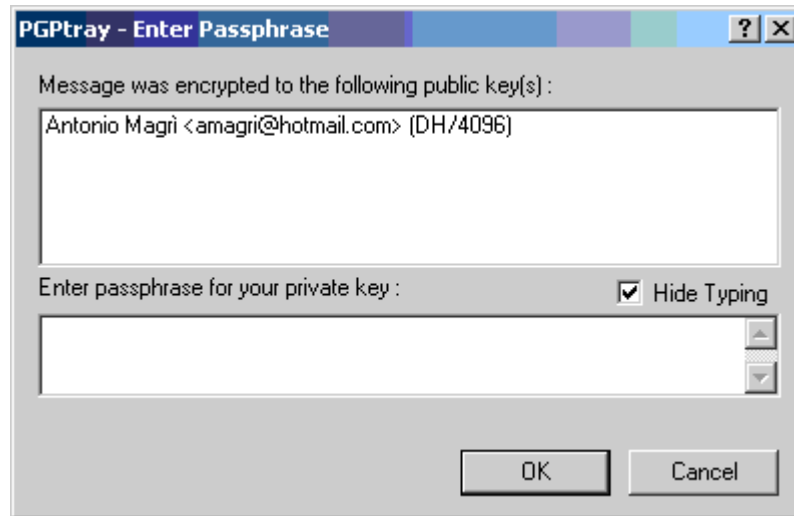 PGPtray - Enter Passphrase
Message was encrypted to the following public key(s) :
Antonio Magrì <amagri@hotmail.com> (DH/4096)
Enter passphrase for your private key :
Hide Typing
OK
Cancel